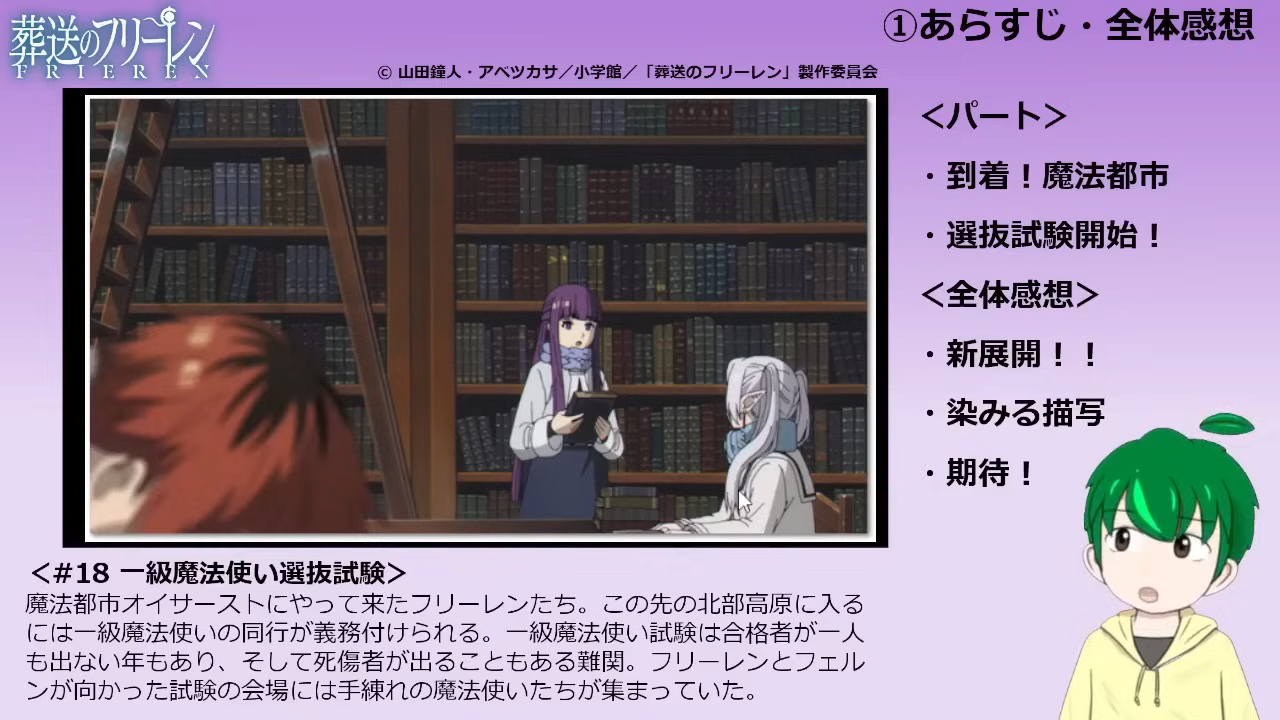 葬送のフリーレン
FRIEREN
①あらすじ・全体感想
© 山田鐘人・アベツカサ／小学館／「葬送のフリーレン」製作委員会
＜パート＞
・到着！魔法都市
・選抜試験開始！
＜全体感想＞
・新展開！！
・染みる描写
・期待！
＜#18 一級魔法使い選抜試験＞
魔法都市オイサーストにやって来たフリーレンたち。この先の北部高原に入る
には一級魔法使いの同行が義務付けられる。一級魔法使い試験は合格者が一人
も出ない年もあり、そして死傷者が出ることもある難関。フリーレンとフェル
ンが向かった試験の会場には手練れの魔法使いたちが集まっていた。